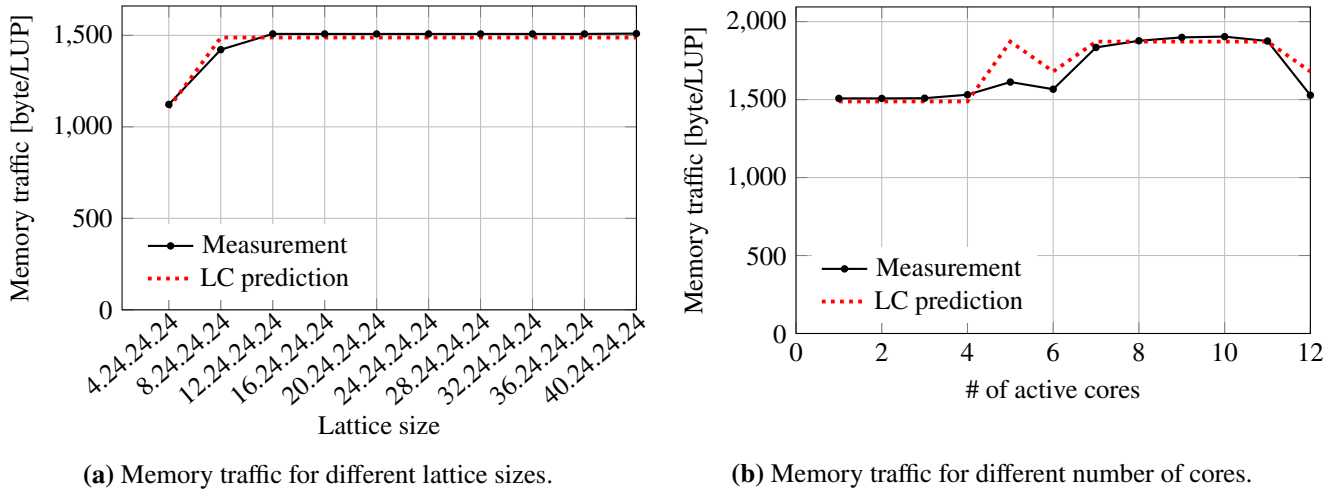 Memory traffic [byte/LUP]
1,500
1,000
500
0
Measurement
LC prediction
4.24.24.24
8.24.24.24
12.24.24.24
16.24.24.24
20.24.24.24
24.24.24.24
28.24.24.24
32.24.24.24
36.24.24.24
40.24.24.24
Lattice size
(a) Memory traffic for different lattice sizes.
Memory traffic [byte/LUP]
2,000
1,500
1,000
500
0
Measurement
LC prediction
0 2 4 6 8 10 12
# of active cores
(b) Memory traffic for different number of cores.